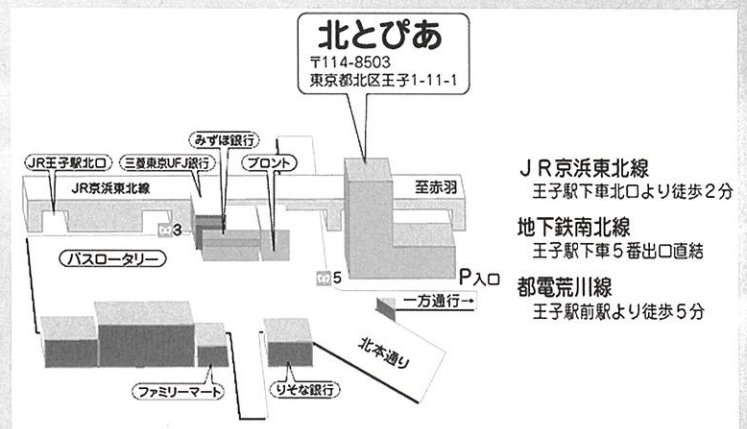 北とぴあ
〒114-8503
東京都北区王子1-11-1
みずほ銀行
JR王子駅北口
三菱東京UFJ銀行
プロント
JR京浜東北線
至赤羽
3
バスロータリー
5
P入口
一方通行→
北本通り
ファミリーマート
りそな銀行
JR京浜東北線
王子駅下車北口より徒歩2分
地下鉄南北線
王子駅下車5番出口直結
都電荒川線
王子駅前駅より徒歩5分